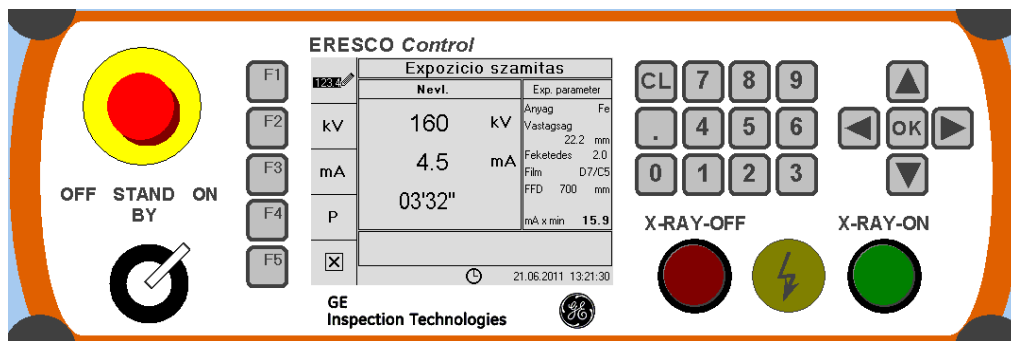 ERESCO Control
OFF STAND BY ON
F1
F2
F3
F4
F5
1234
kV
mA
P
Expozicio szamitas
Nevl.
160 kV
4.5 mA
03'32"
Exp. parameter
Anyag Fe
Vastagsag
22.2 mm
Feketedes 2.0
Film D7/C5
FFD 700 mm
mA x min 15.9
21.06.2011 13:21:30
GE
Inspection Technologies
CL 7 8 9
. 4 5 6
0 1 2 3
OK
X-RAY-OFF
X-RAY-ON